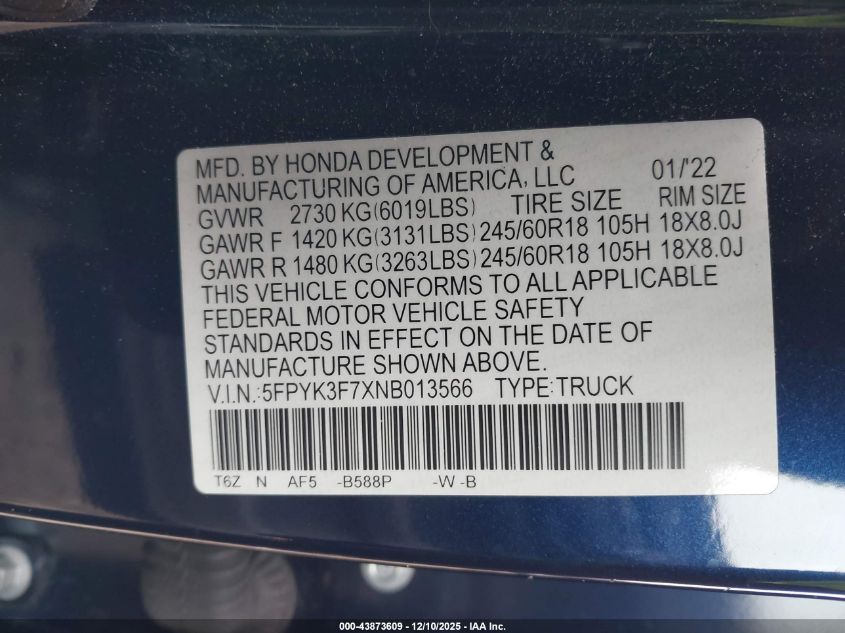 MFD. BY HONDA DEVELOPMENT &
MANUFACTURING OF AMERICA, LLC 01/'22
GVWR 2730 KG(6019LBS) TIRE SIZE RIM SIZE
GAWR F 1420 KG(3131LBS) 245/60R18 105H 18X8.0J
GAWR R 1480 KG(3263LBS) 245/60R18 105H 18X8.0J
THIS VEHICLE CONFORMS TO ALL APPLICABLE
FEDERAL MOTOR VEHICLE SAFETY
STANDARDS IN EFFECT ON THE DATE OF
MANUFACTURE SHOWN ABOVE.
V.I.N.:5FPYK3F7XNB013566 TYPE:TRUCK
T6Z N AF5 -B588P -W -B
000-43873609 - 12/10/2025 - IAA Inc.